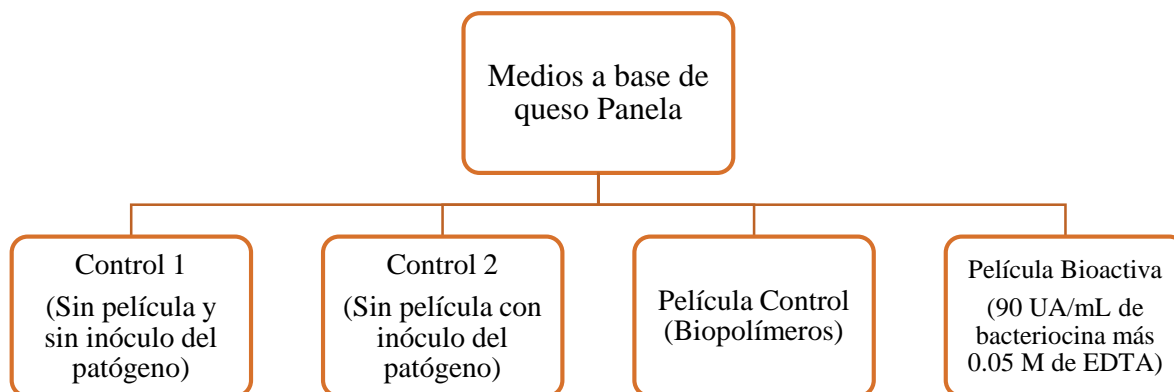 Medios a base de
queso Panela
Control 1
(Sin película y
sin inóculo del
patógeno)
Control 2
(Sin película con
inóculo del
patógeno)
Película Control
(Biopolímeros)
Película Bioactiva
(90 UA/mL de
bacteriocina más
0.05 M de EDTA)